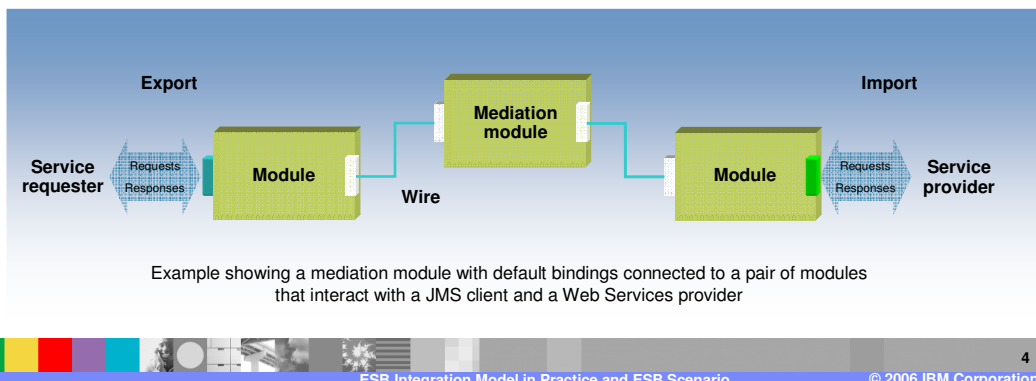 Export
Import
Mediation
module
Service
requester
Requests
Responses
Module
Wire
Module
Requests
Responses
Service
provider
Example showing a mediation module with default bindings connected to a pair of modules
that interact with a JMS client and a Web Services provider
4
ESB Integration Model in Practice and ESB Scenario
© 2006 IBM Corporation